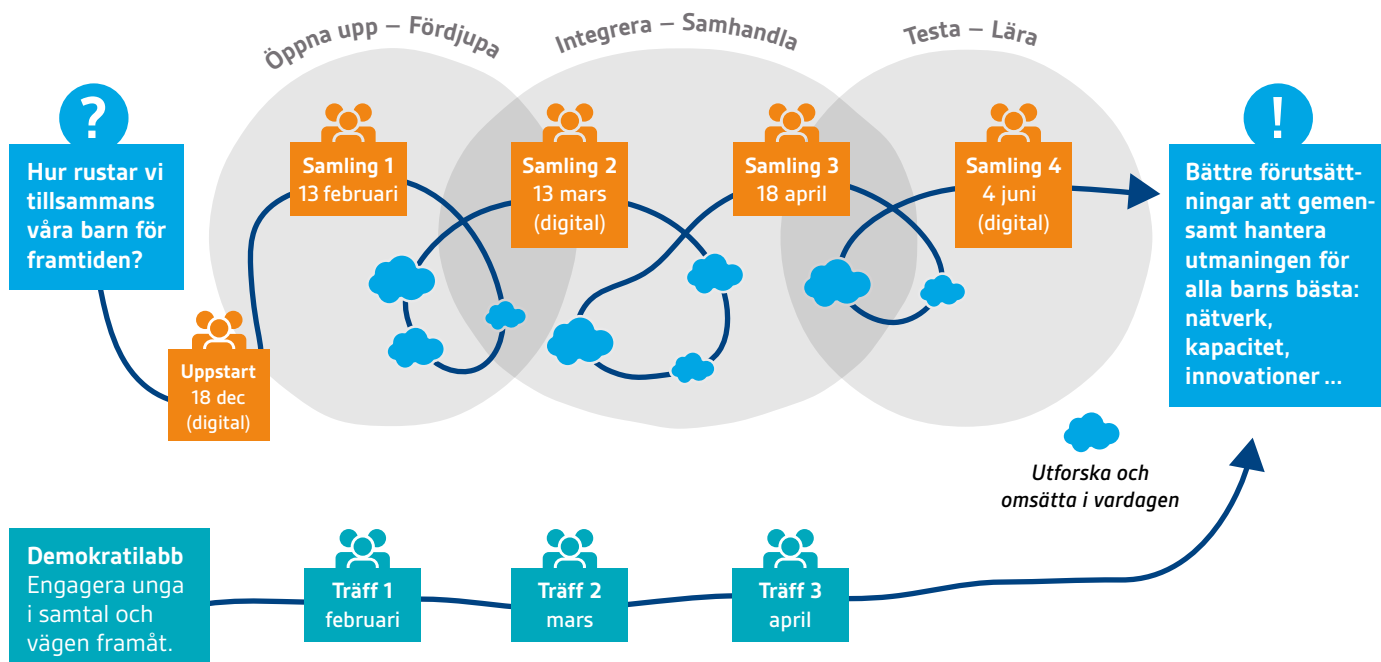 Öppna upp – Fördjupa
Integrera – Samhandla
Testa – Lära
?
Hur rustar vi
tillsammans
våra barn för
framtiden?
Uppstart
18 dec
(digital)
Samling 1
13 februari
Samling 2
13 mars
(digital)
Samling 3
18 april
Samling 4
4 juni
(digital)
!
Bättre förutsätt-
ningar att gemen-
samt hantera
utmaningen för
alla barns bästa:
nätverk,
kapacitet,
innovationer ...
Utforska och
omsätta i vardagen
Demokratilabb
Engagera unga
i samtal och
vägen framåt.
Träff 1
februari
Träff 2
mars
Träff 3
april